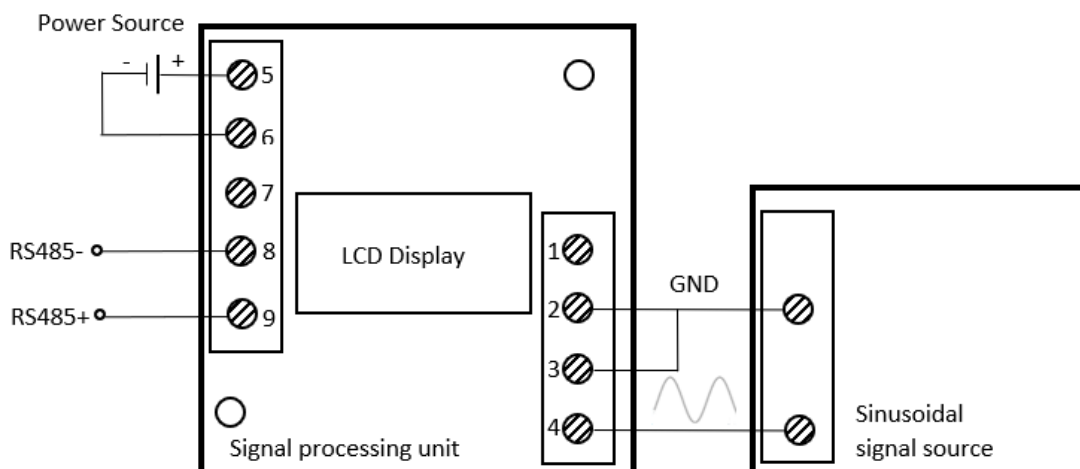 Power Source
- +
5
6
7
RS485- 8
RS485+ 9
LCD Display
1
2
3
4
GND
Signal processing unit
Sinusoidal
signal source